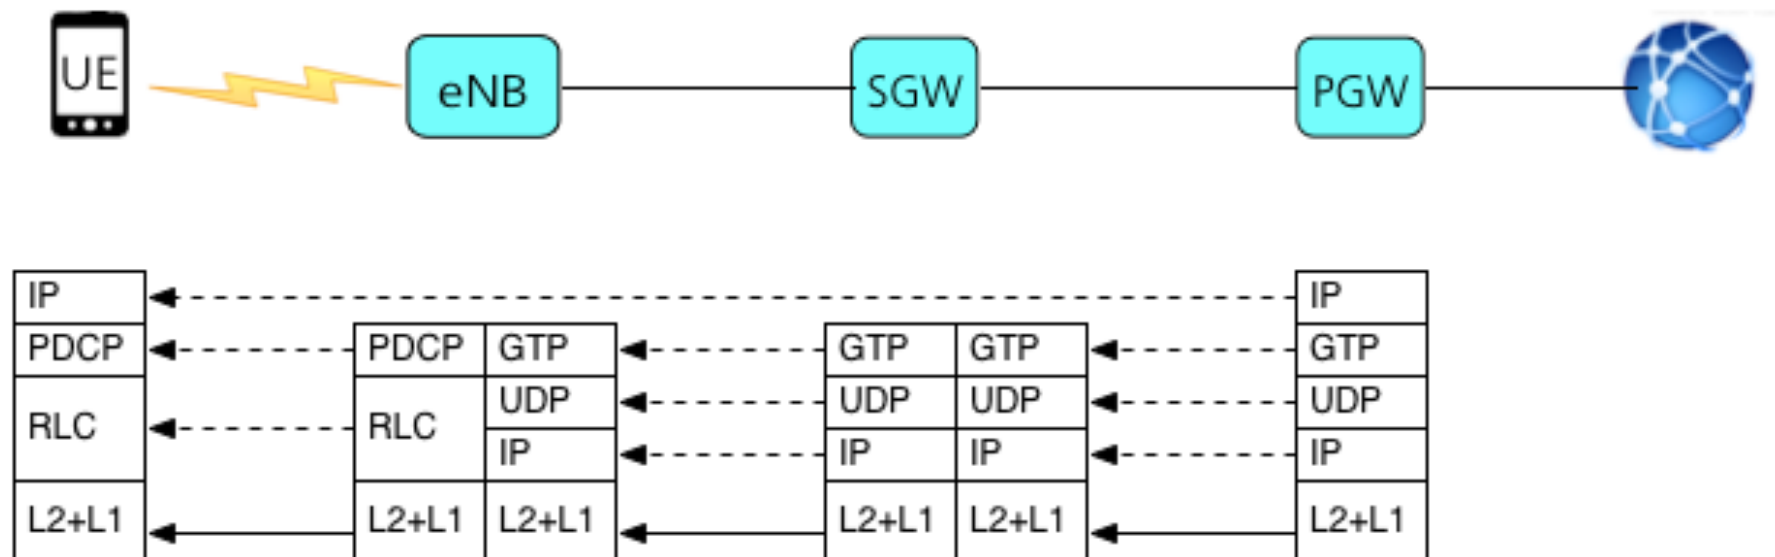 UE eNB SGW PGW
IP IP
PDCP PDCP GTP GTP GTP GTP
UDP UDP UDP UDP
RLC RLC
IP IP IP IP
L2+L1 L2+L1 L2+L1 L2+L1 L2+L1 L2+L1